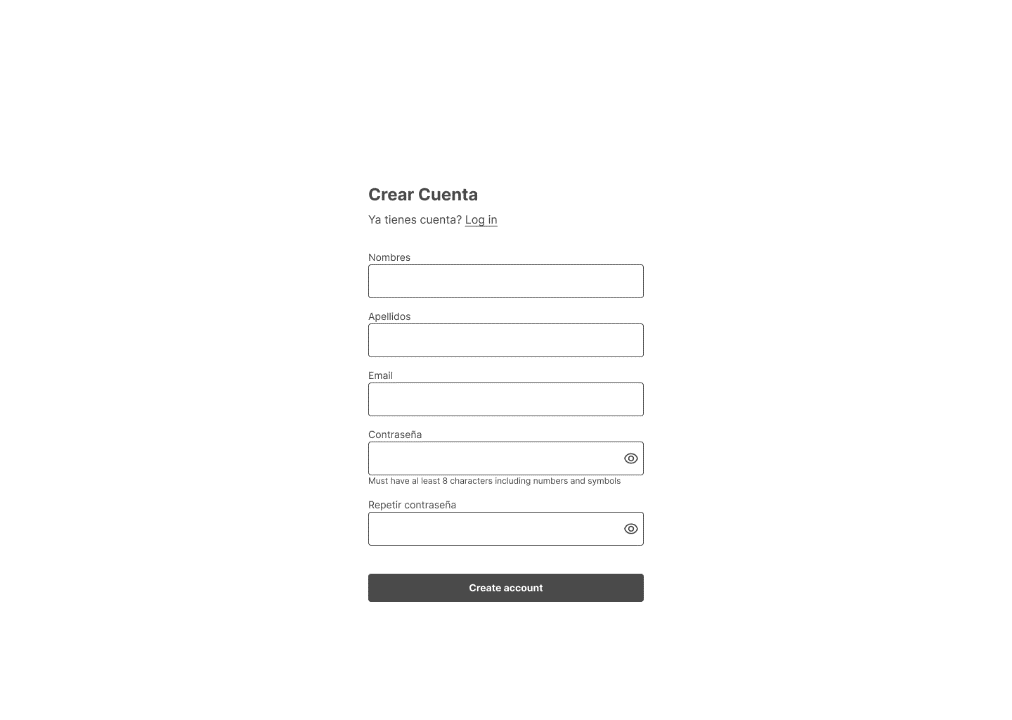 Crear Cuenta
Ya tienes cuenta? Log in
Nombres
Apellidos
Email
Contraseña
Must have al least 8 characters including numbers and symbols
Repetir contraseña
Create account